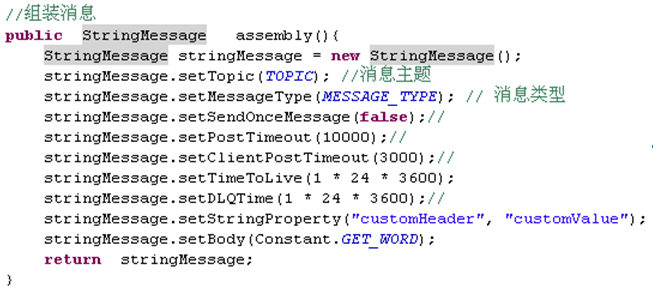 //组装消息
public StringMessage assembly(){
StringMessage stringMessage = new StringMessage();
stringMessage.setTopic(TOPIC); //消息主题
stringMessage.setMessageType(MESSAGE_TYPE); // 消息类型
stringMessage.setSendOnceMessage(false);//
stringMessage.setPostTimeout(10000);//
stringMessage.setClientPostTimeout(3000);//
stringMessage.setTimeToLive(1 * 24 * 3600);
stringMessage.setDLQTime(1 * 24 * 3600);//
stringMessage.setStringProperty("customHeader", "customValue");
stringMessage.setBody(Constant.GET_WORD);
return stringMessage;
}